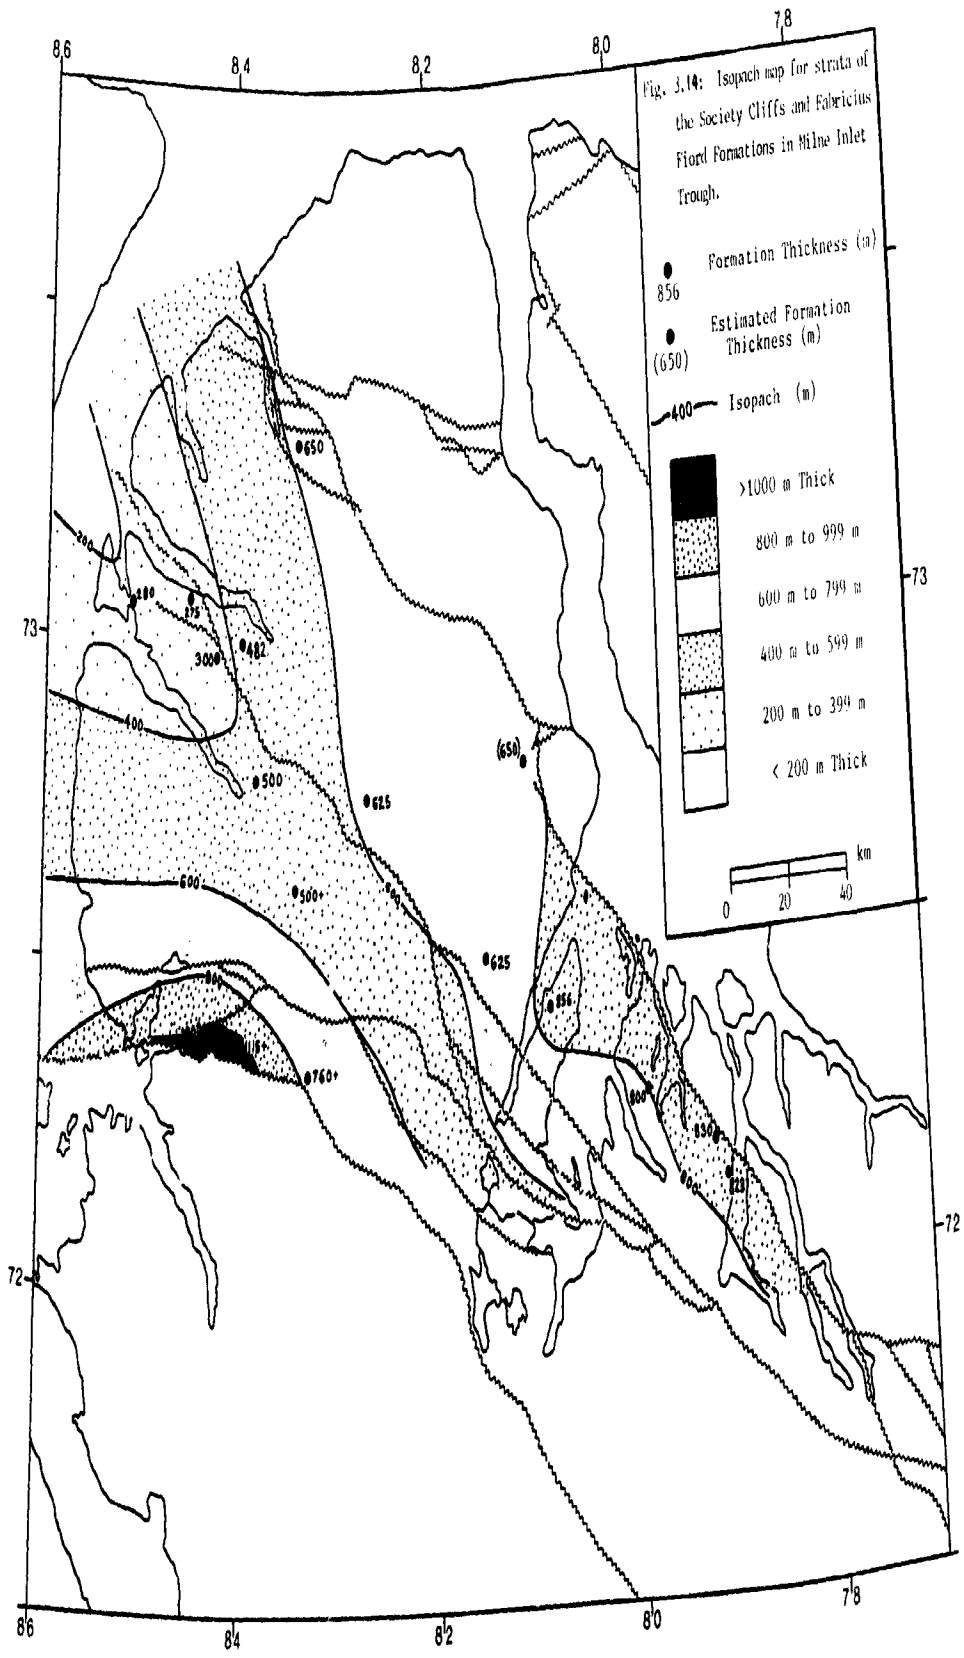 86
84
82
80
78
Fig. 3.14: Isopach map for strata of
the Society Cliffs and Fabricius
Fiord Formations in Milne Inlet
Trough.
Formation Thickness (m)
856
Estimated Formation
Thickness (m)
(650)
400 Isopach (m)
>1000 m Thick
800 m to 999 m
600 m to 799 m
400 m to 599 m
200 m to 399 m
< 200 m Thick
km
0 20 40
650
200
280
275
73
73
482
300
400
(650)
500
625
600
500+
600
625
856
800
760+
800
830
800
823
72
72
86
84
82
80
78